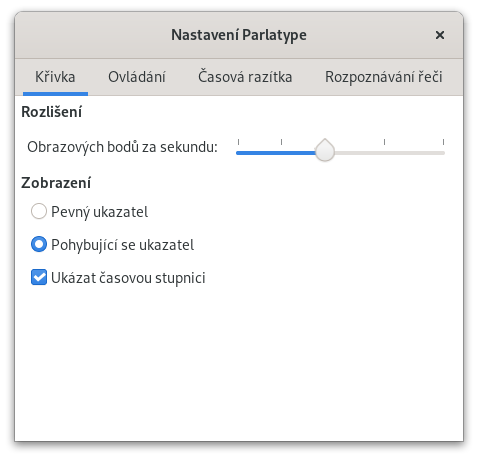 Nastavení Parlatype
Křivka Ovládání Časová razítka Rozpoznávání řeči
Rozlišení
Obrazových bodů za sekundu:
Zobrazení
Pevný ukazatel
Pohybující se ukazatel
Ukázat časovou stupnici